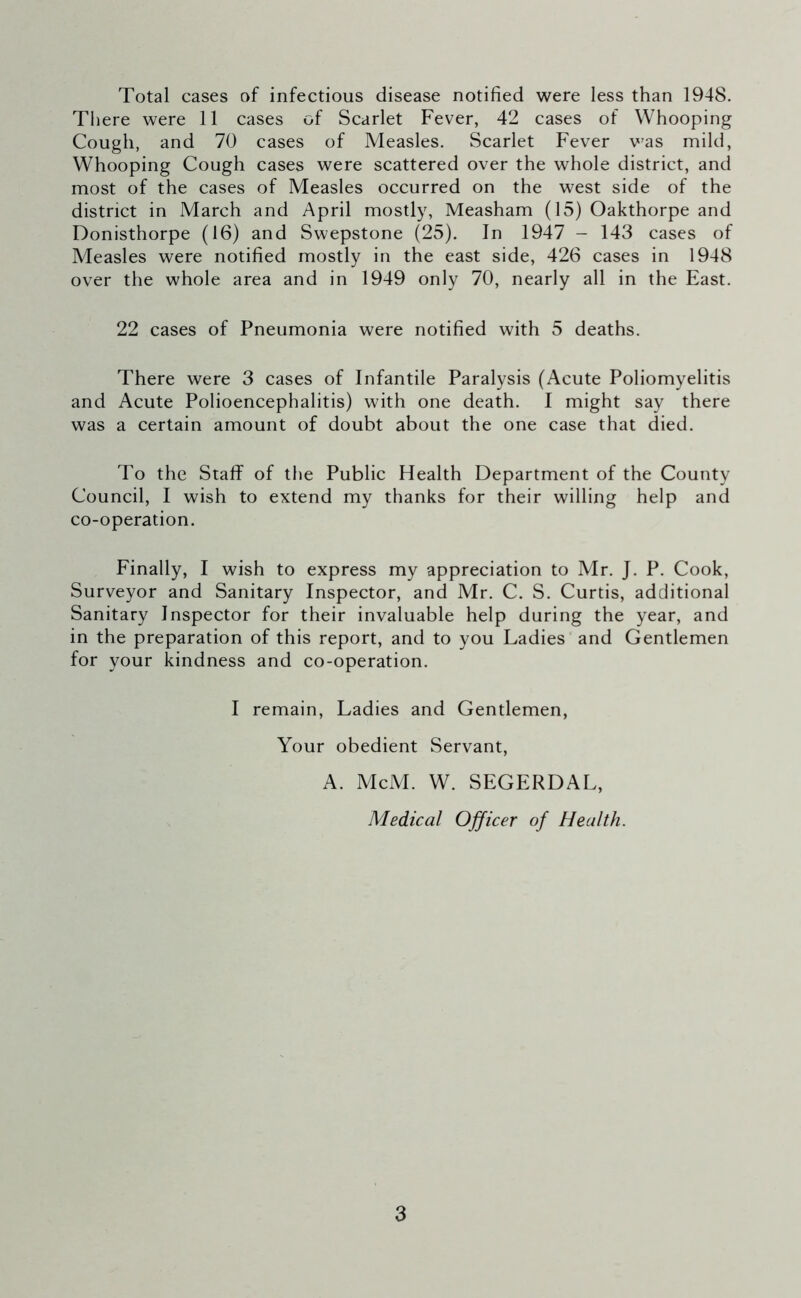 Total cases of infectious disease notified were less than 1948.
There were 11 cases of Scarlet Fever, 42 cases of Whooping
Cough, and 70 cases of Measles. Scarlet Fever was mild,
Whooping Cough cases were scattered over the whole district, and
most of the cases of Measles occurred on the west side of the
district in March and April mostly, Measham (15) Oakthorpe and
Donisthorpe (16) and Swepstone (25). In 1947 – 143 cases of
Measles were notified mostly in the east side, 426 cases in 1948
over the whole area and in 1949 only 70, nearly all in the East.
22 cases of Pneumonia were notified with 5 deaths.
There were 3 cases of Infantile Paralysis (Acute Poliomyelitis
and Acute Polioencephalitis) with one death. I might say there
was a certain amount of doubt about the one case that died.
To the Staff of the Public Health Department of the County
Council, I wish to extend my thanks for their willing help and
co-operation.
Finally, I wish to express my appreciation to Mr. J. P. Cook,
Surveyor and Sanitary Inspector, and Mr. C. S. Curtis, additional
Sanitary Inspector for their invaluable help during the year, and
in the preparation of this report, and to you Ladies and Gentlemen
for your kindness and co-operation.
I remain, Ladies and Gentlemen,
Your obedient Servant,
A. McM. W. SEGERDAL,
Medical Officer of Health.
3